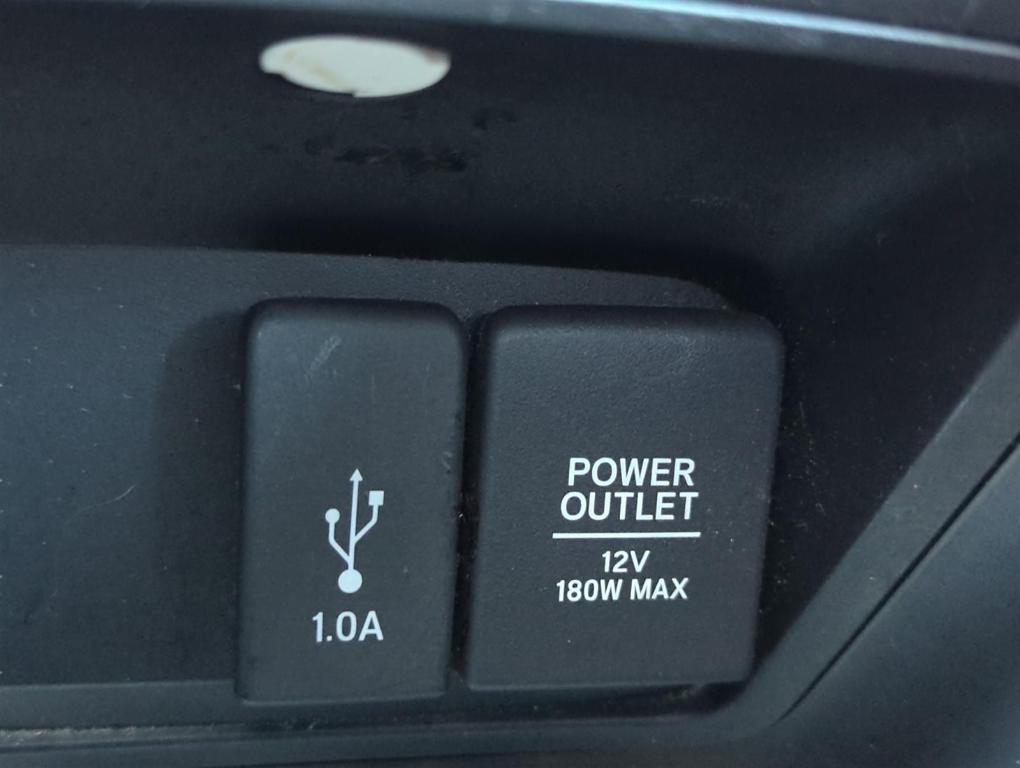 1.0A
POWER
OUTLET
12V
180W MAX